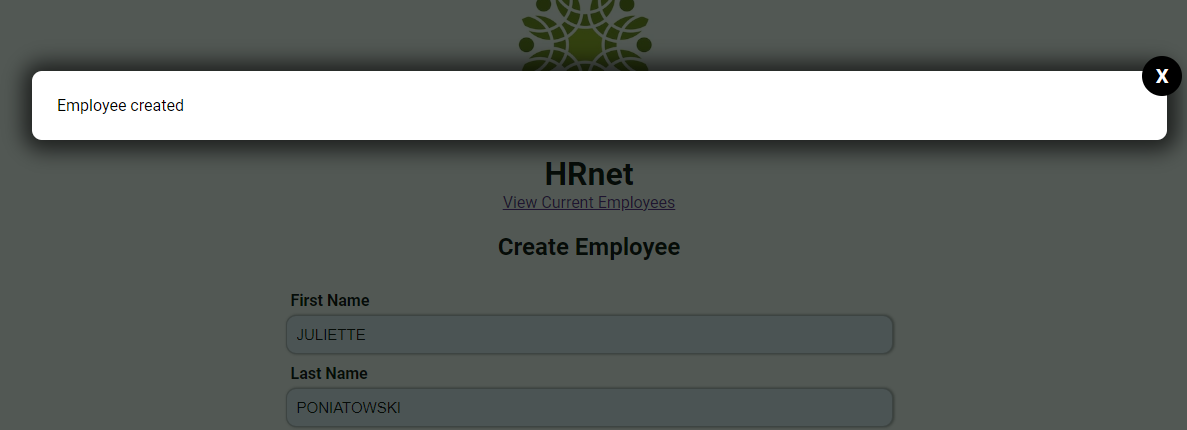 X
Employee created
HRnet
View Current Employees
Create Employee
First Name
JULIETTE
Last Name
PONIATOWSKI